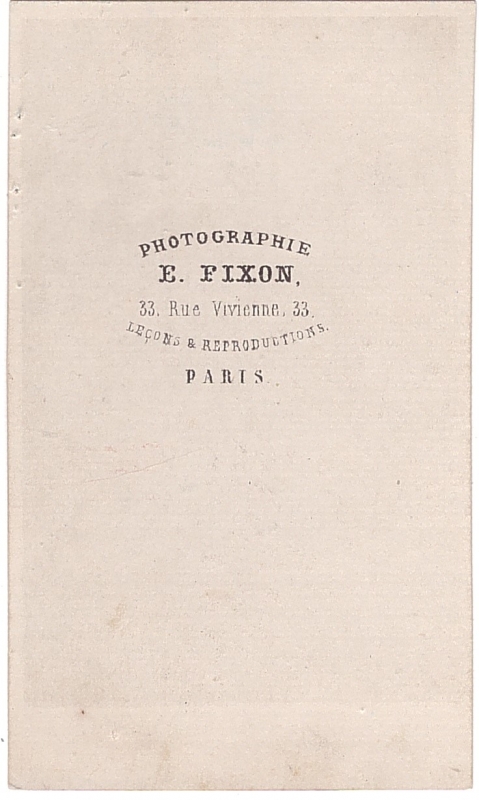 PHOTOGRAPHIE
E. FIXON,
33. Rue Vivienne. 33.
LEÇONS & REPRODUCTIONS.
PARIS.